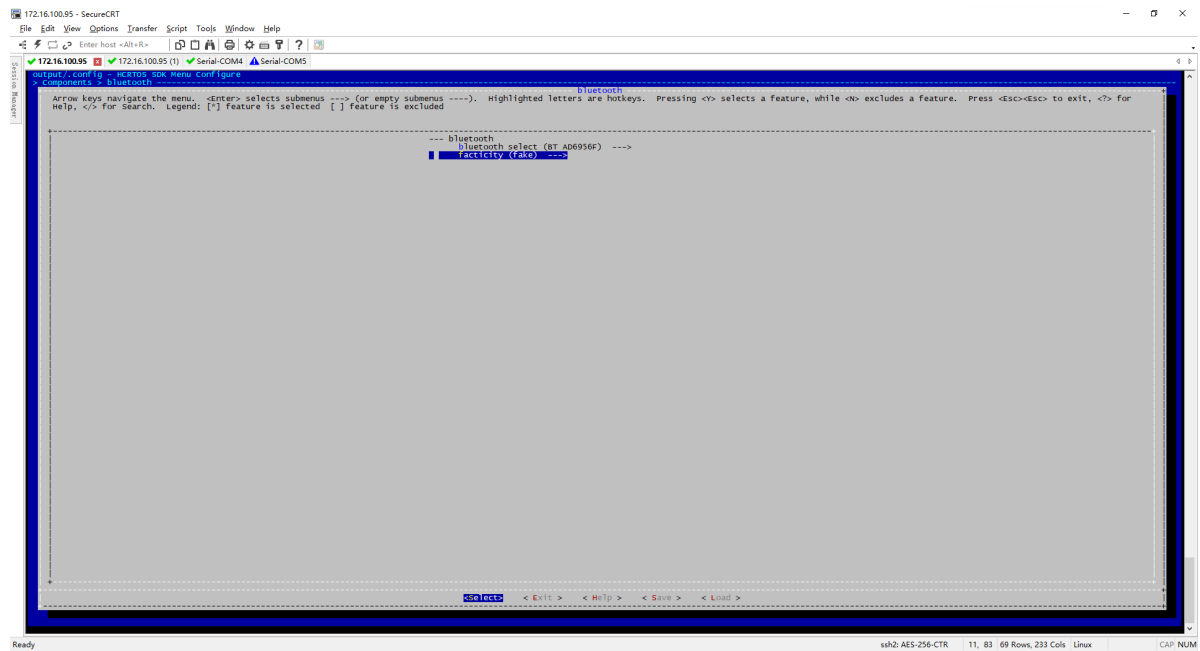 172.16.100.95 - SecureCRT
File Edit View Options Transfer Script Tools Window Help
Enter host <Alt+R>
172.16.100.95 172.16.100.95 (1) Serial-COM4 Serial-COM5
Session Manager
output/.config - HCRTOS SDK Menu Configure
> Components > bluetooth
bluetooth
Arrow keys navigate the menu. <Enter> selects submenus ---> (or empty submenus ----). Highlighted letters are hotkeys. Pressing <Y> selects a feature, while <N> excludes a feature. Press <Esc><Esc> to exit, <?> for
Help, </> for Search. Legend: [*] feature is selected [ ] feature is excluded
--- bluetooth
bluetooth select (BT AD6956F) --->
facticity (fake) --->
<Select> < Exit > < Help > < Save > < Load >
Ready ssh2: AES-256-CTR 11, 83 69 Rows, 233 Cols Linux CAP NUM